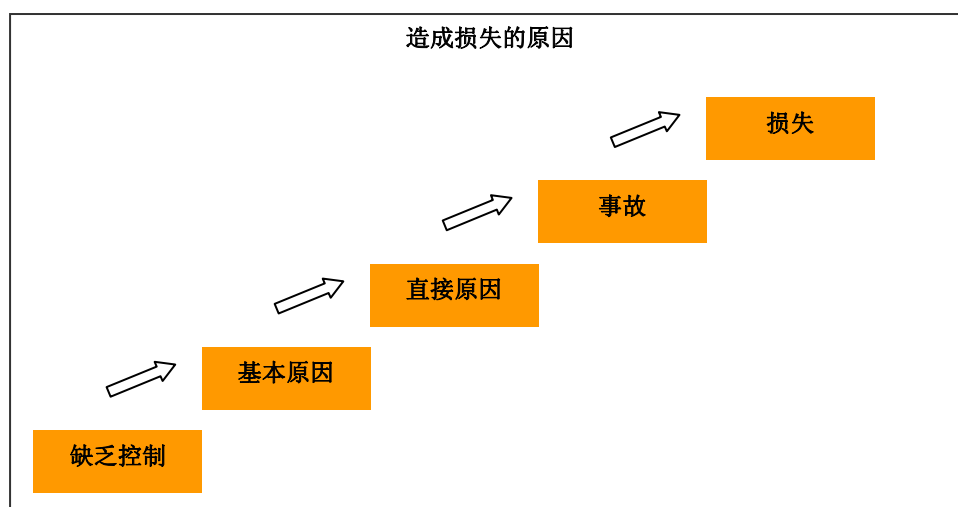 造成损失的原因
损失
事故
直接原因
基本原因
缺乏控制